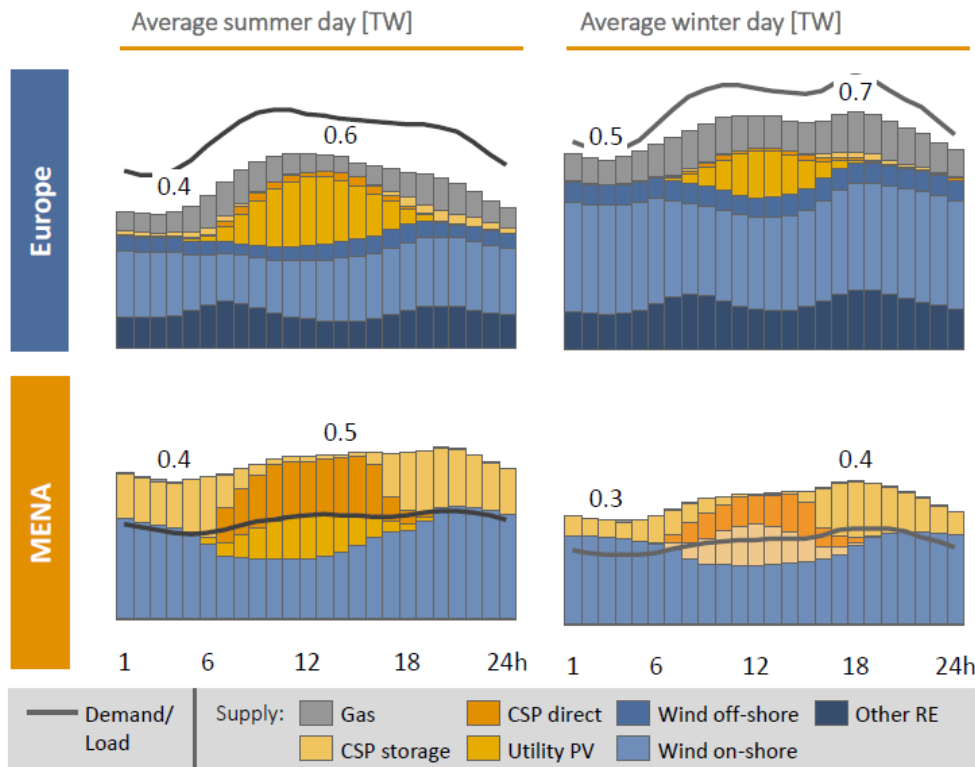 Average summer day [TW]
Average winter day [TW]
Europe
0.4
0.6
0.5
0.7
MENA
0.4
0.5
0.3
0.4
1 6 12 18 24h
1 6 12 18 24h
Demand/
Load
Supply:
Gas
CSP direct
Wind off-shore
Other RE
CSP storage
Utility PV
Wind on-shore